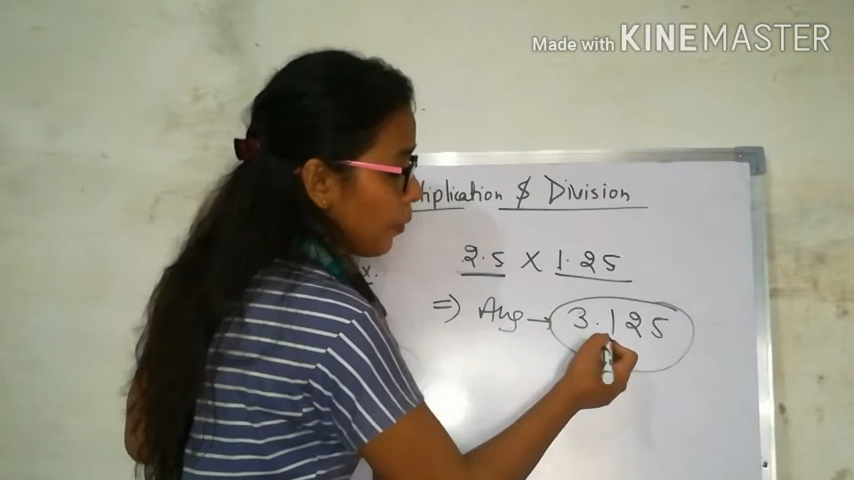 Made with KINEMASTER
tiplication $ Division
x.
2.5 X 1.25
=> Ans → 3.125